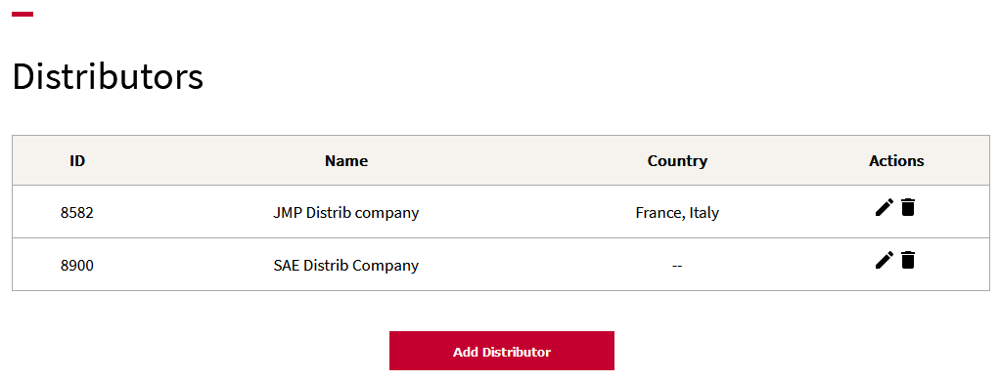 Distributors
ID Name Country Actions
8582 JMP Distrib company France, Italy
8900 SAE Distrib Company --
Add Distributor